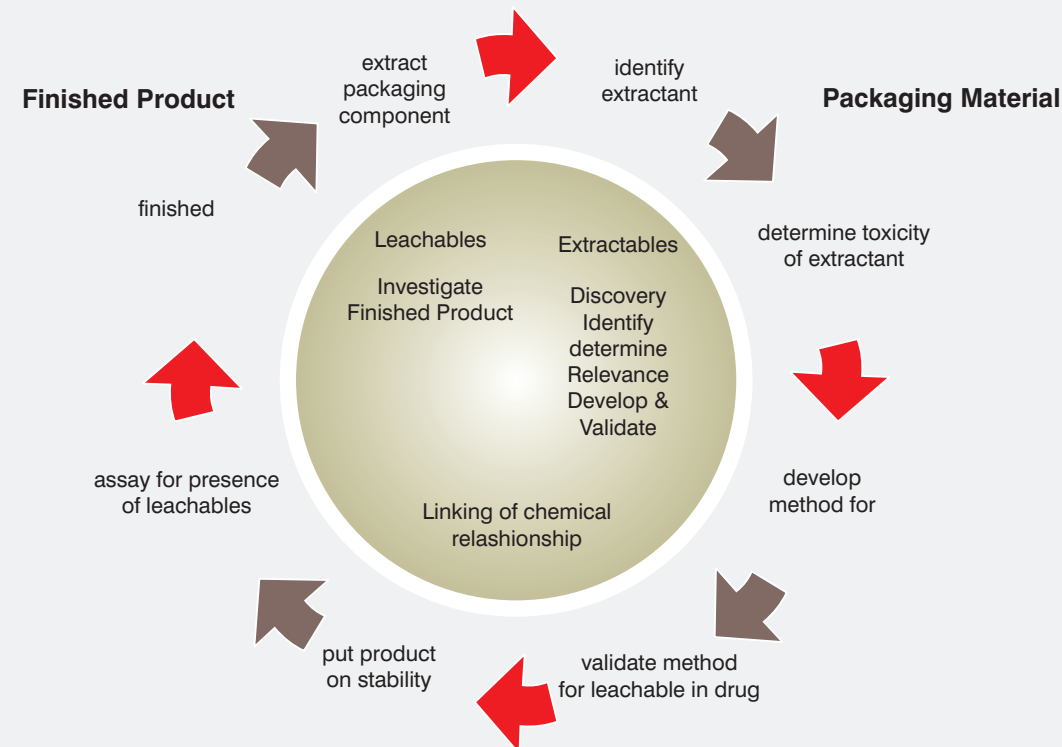 Finished Product
extract
packaging
component
identify
extractant
Packaging Material
finished
determine toxicity
of extractant
Leachables
Investigate
Finished Product
Extractables
Discovery
Identify
determine
Relevance
Develop &
Validate
Linking of chemical
relashionship
assay for presence
of leachables
develop
method for
put product
on stability
validate method
for leachable in drug